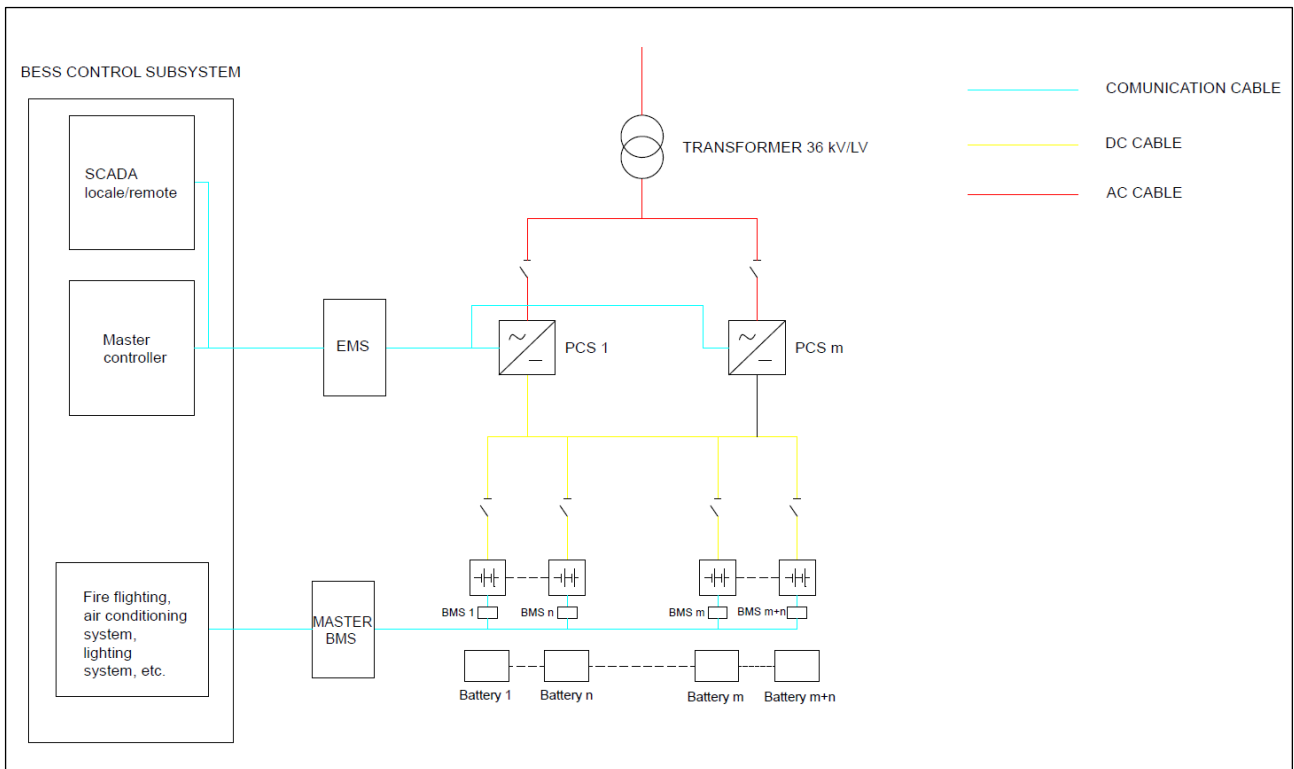 BESS CONTROL SUBSYSTEM
SCADA
locale/remote
Master
controller
Fire flighting,
air conditioning
system,
lighting
system, etc.
EMS
MASTER
BMS
TRANSFORMER 36 kV/LV
PCS 1
PCS m
BMS 1
BMS n
BMS m
BMS m+n
Battery 1
Battery n
Battery m
Battery m+n
COMUNICATION CABLE
DC CABLE
AC CABLE